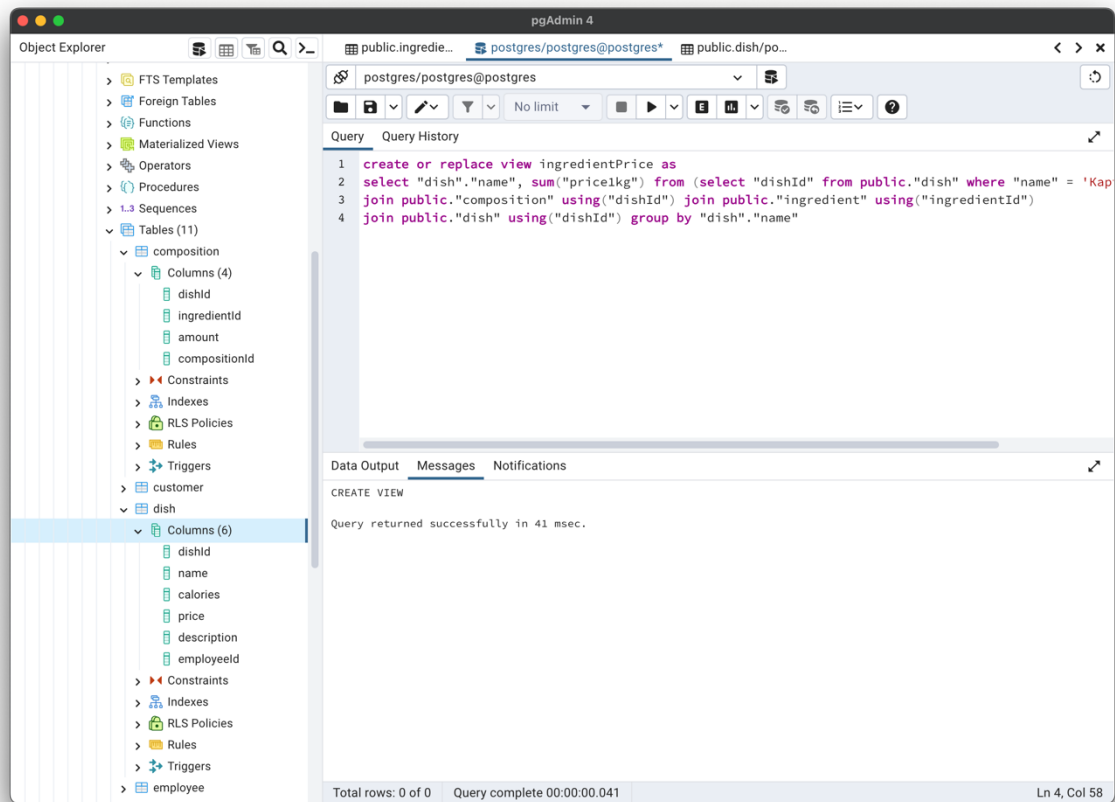 pgAdmin 4
Object Explorer
public.ingredie...
postgres/postgres@postgres*
public.dish/po...
FTS Templates
Foreign Tables
Functions
Materialized Views
Operators
Procedures
1..3 Sequences
Tables (11)
composition
Columns (4)
dishId
ingredientId
amount
compositionId
Constraints
Indexes
RLS Policies
Rules
Triggers
customer
dish
Columns (6)
dishId
name
calories
price
description
employeeId
Constraints
Indexes
RLS Policies
Rules
Triggers
employee
postgres/postgres@postgres
No limit
E
Query Query History
1 create or replace view ingredientPrice as
2 select "dish"."name", sum("price1kg") from (select "dishId" from public."dish" where "name" = 'Кар
3 join public."composition" using("dishId") join public."ingredient" using("ingredientId")
4 join public."dish" using("dishId") group by "dish"."name"
Data Output Messages Notifications
CREATE VIEW
Query returned successfully in 41 msec.
Total rows: 0 of 0 Query complete 00:00:00.041 Ln 4, Col 58